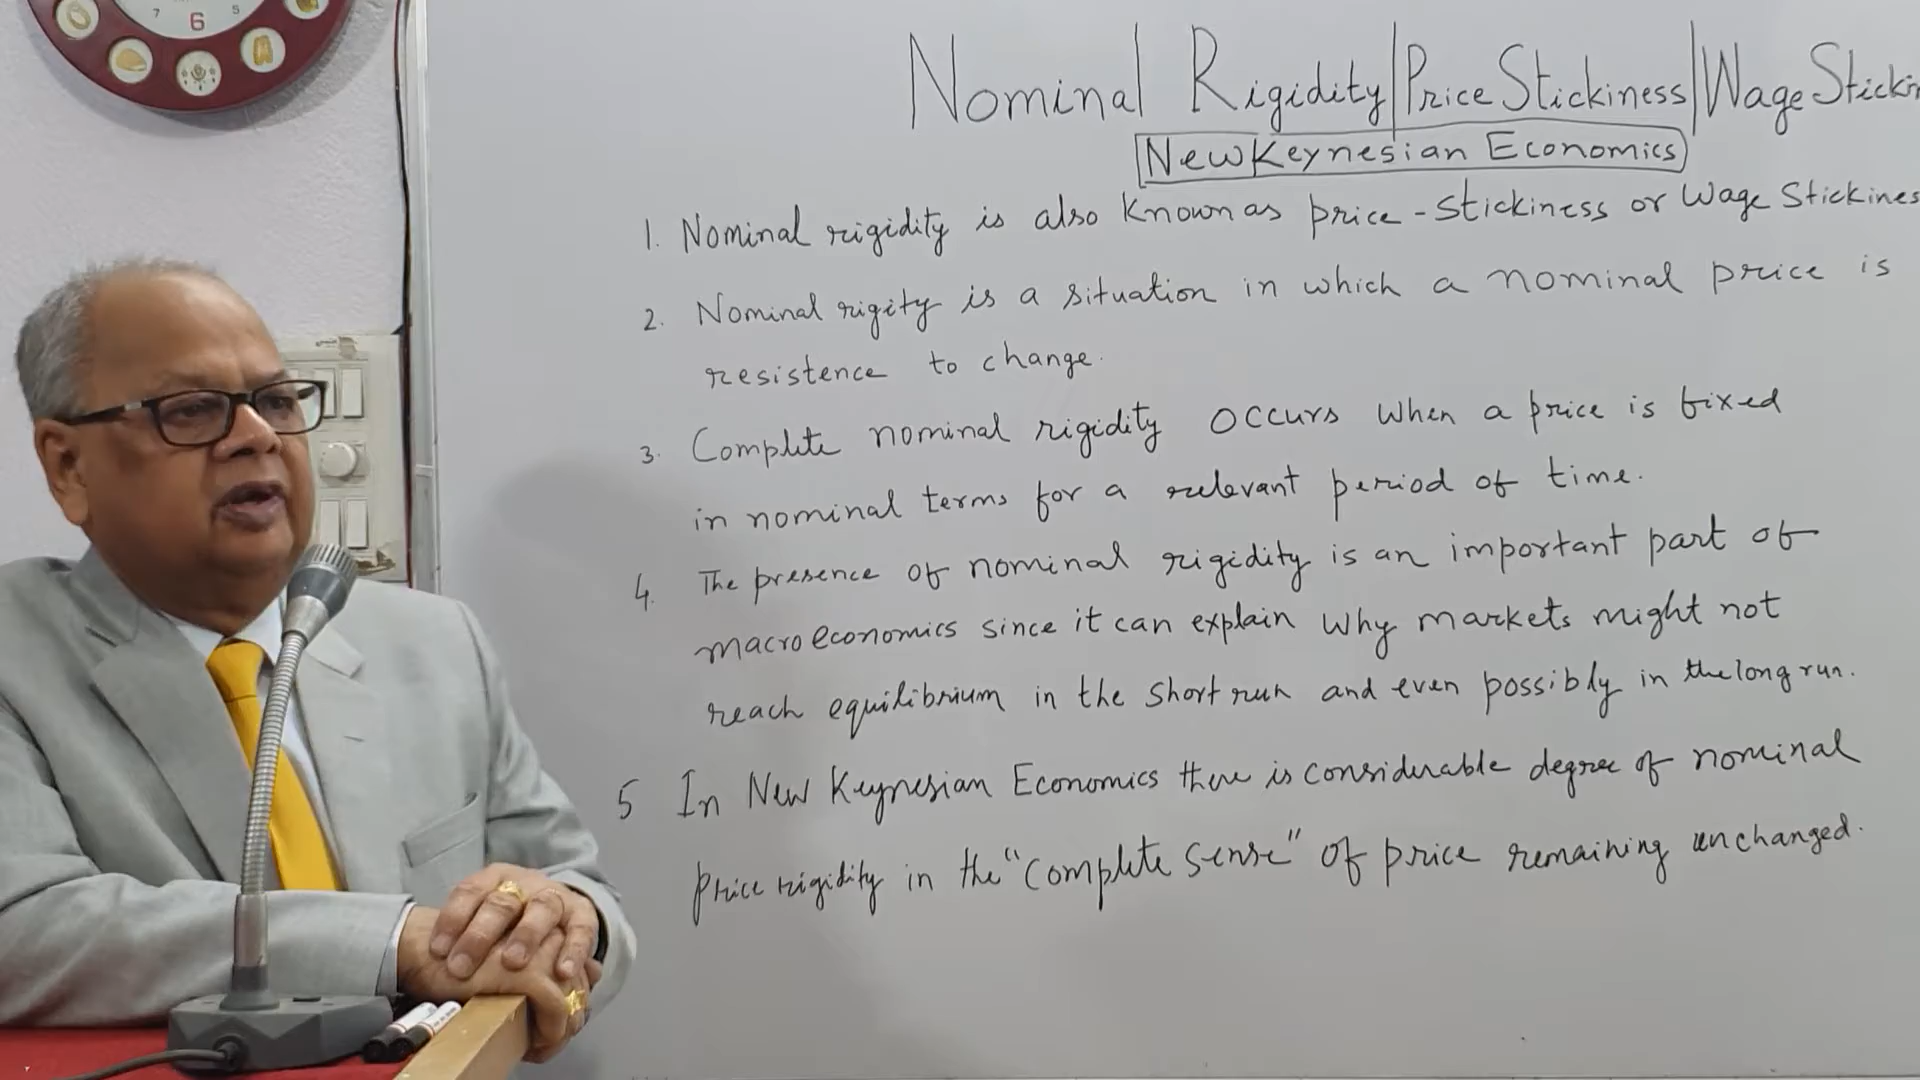 7 6 5
Nominal Rigidity|Price Stickiness|Wage Stickin
New Keynesian Economics
1. Nominal rigidity is also known as price-stickiness or wage stickines
2. Nominal rigity is a situation in which a nominal price is
resistence to change.
3. Complete nominal rigidity occurs when a price is fixed
in nominal terms for a relevant period of time.
4. The presence of nominal rigidity is an important part of
macroeconomics since it can explain why markets might not
reach equilibrium in the short run and even possibly in the long run.
5 In New Keynesian Economics there is considerable degree of nominal
price rigidity in the "complete sense" of price remaining unchanged.